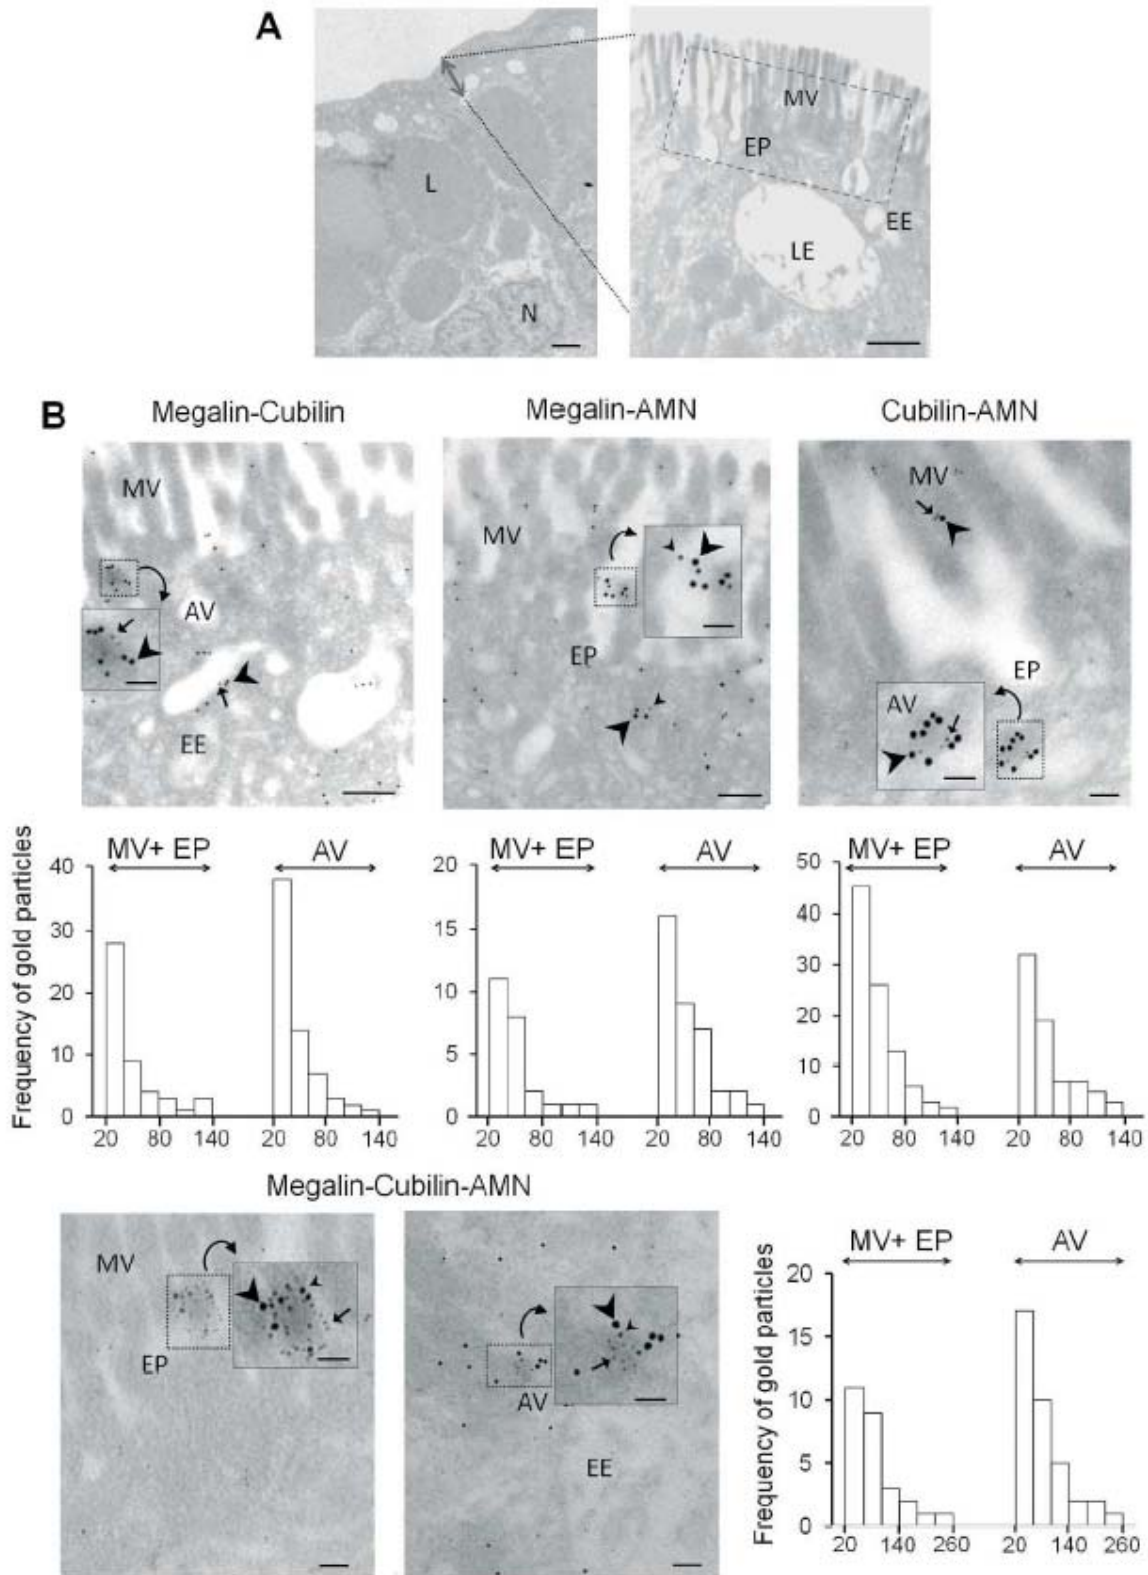 A
MV
EP
L
EE
LE
N
B
Megalin-Cubilin
Megalin-AMN
Cubilin-AMN
MV
MV
MV
AV
EP
EP
AV
EE
MV+ EP
AV
MV+ EP
AV
MV+ EP
AV
Frequency of gold particles
40
30
20
10
0
20
15
10
5
0
50
40
30
20
10
0
20 80 140 20 80 140
20 80 140 20 80 140
20 80 140 20 80 140
Megalin-Cubilin-AMN
MV
EP
AV
EE
MV+ EP
AV
Frequency of gold particles
20
15
10
5
0
20 140 260 20 140 260